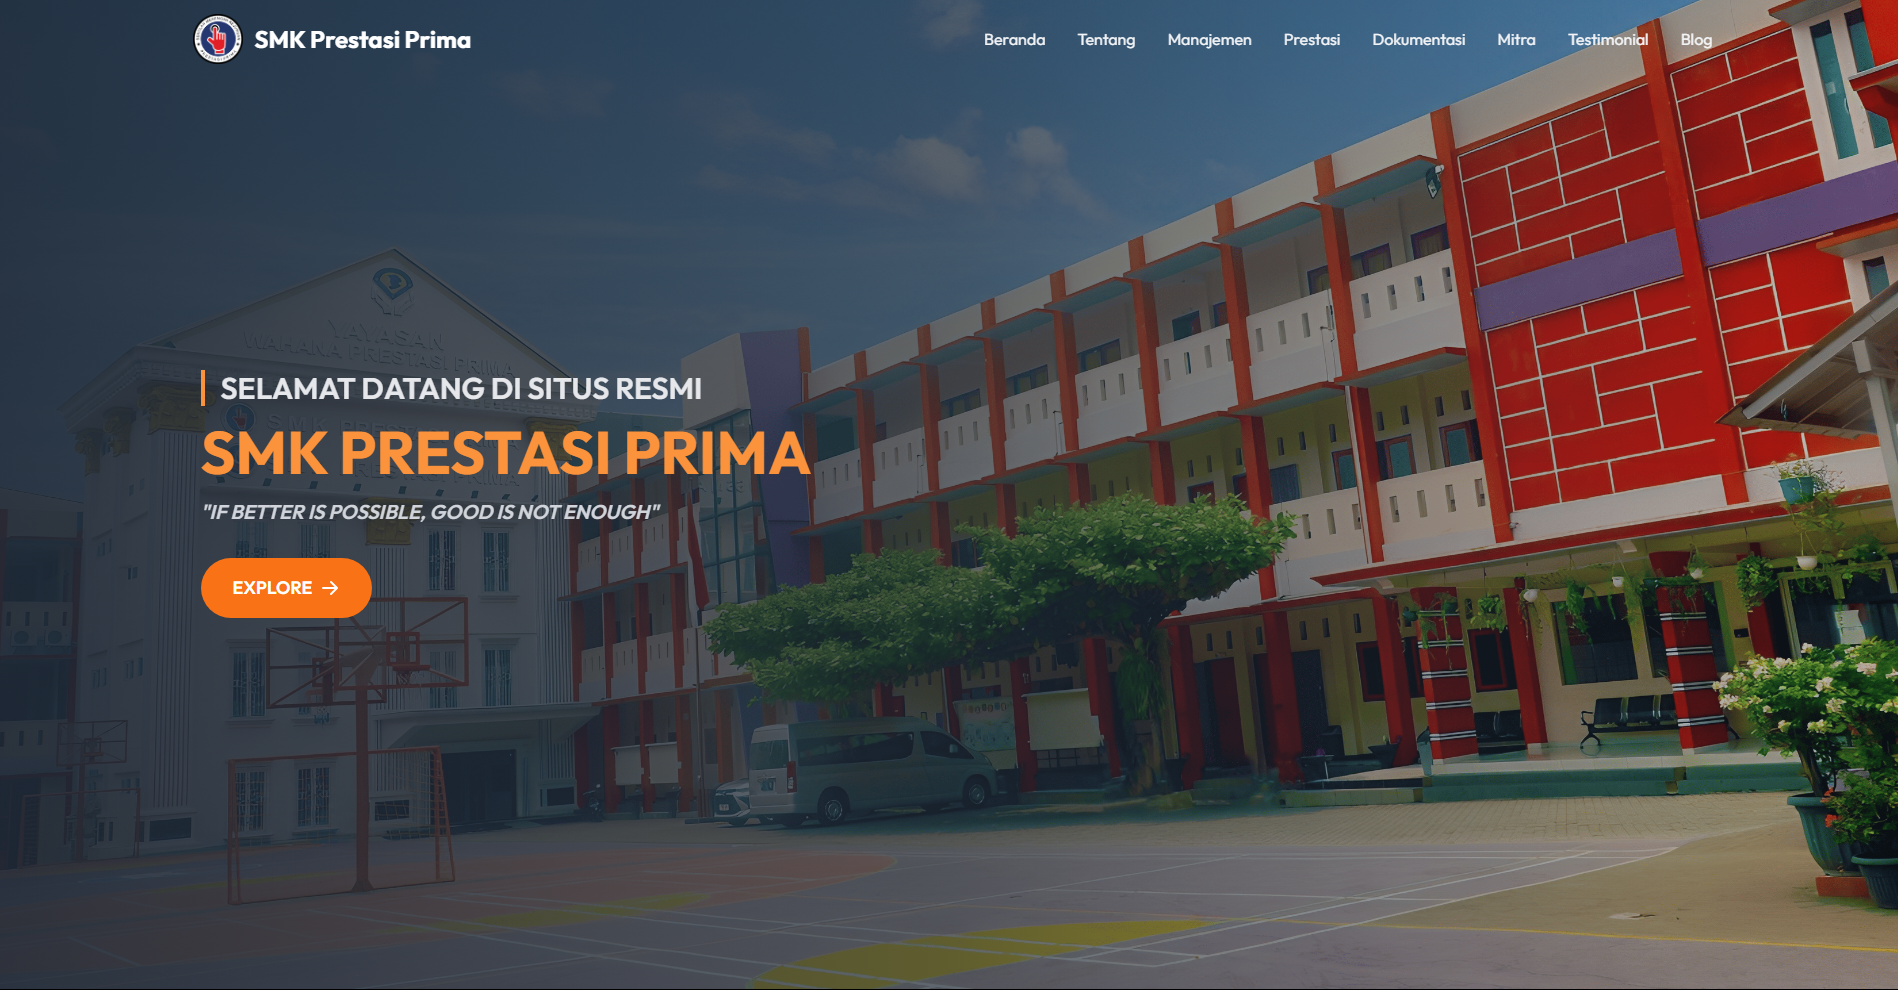 SMK Prestasi Prima
Beranda Tentang Manajemen Prestasi Dokumentasi Mitra Testimonial Blog
YAYASAN
WAHANA PRESTASI PRIMA
SELAMAT DATANG DI SITUS RESMI
SMK PRESTASI PRIMA
"IF BETTER IS POSSIBLE, GOOD IS NOT ENOUGH"
EXPLORE